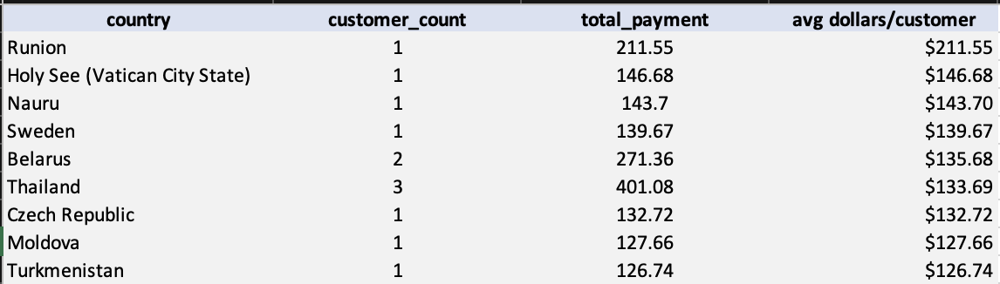 country customer_count total_payment avg dollars/customer
Runion 1 211.55 $211.55
Holy See (Vatican City State) 1 146.68 $146.68
Nauru 1 143.7 $143.70
Sweden 1 139.67 $139.67
Belarus 2 271.36 $135.68
Thailand 3 401.08 $133.69
Czech Republic 1 132.72 $132.72
Moldova 1 127.66 $127.66
Turkmenistan 1 126.74 $126.74